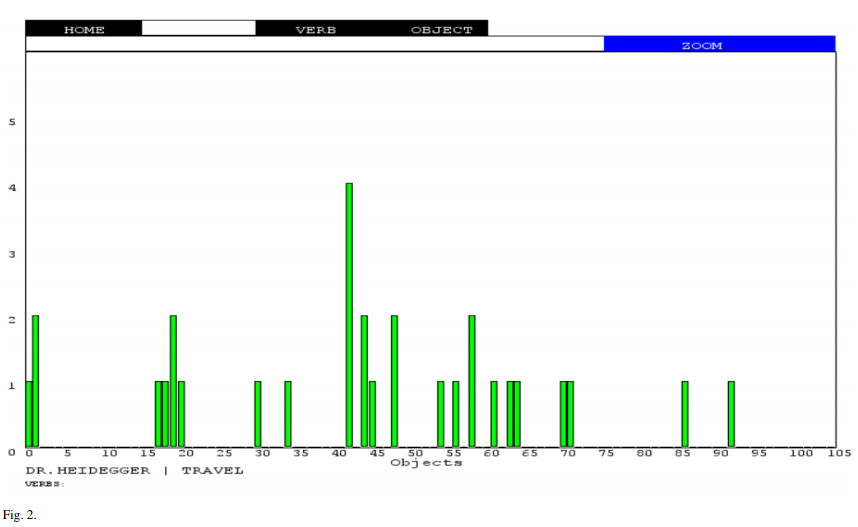 HOME VERB OBJECT
ZOOM
5
4
3
2
1
0
0 5 10 15 20 25 30 35 40 45 50 55 60 65 70 75 80 85 90 95 100 105
Objects
DR.HEIDEGGER | TRAVEL
VERBS:
Fig. 2.